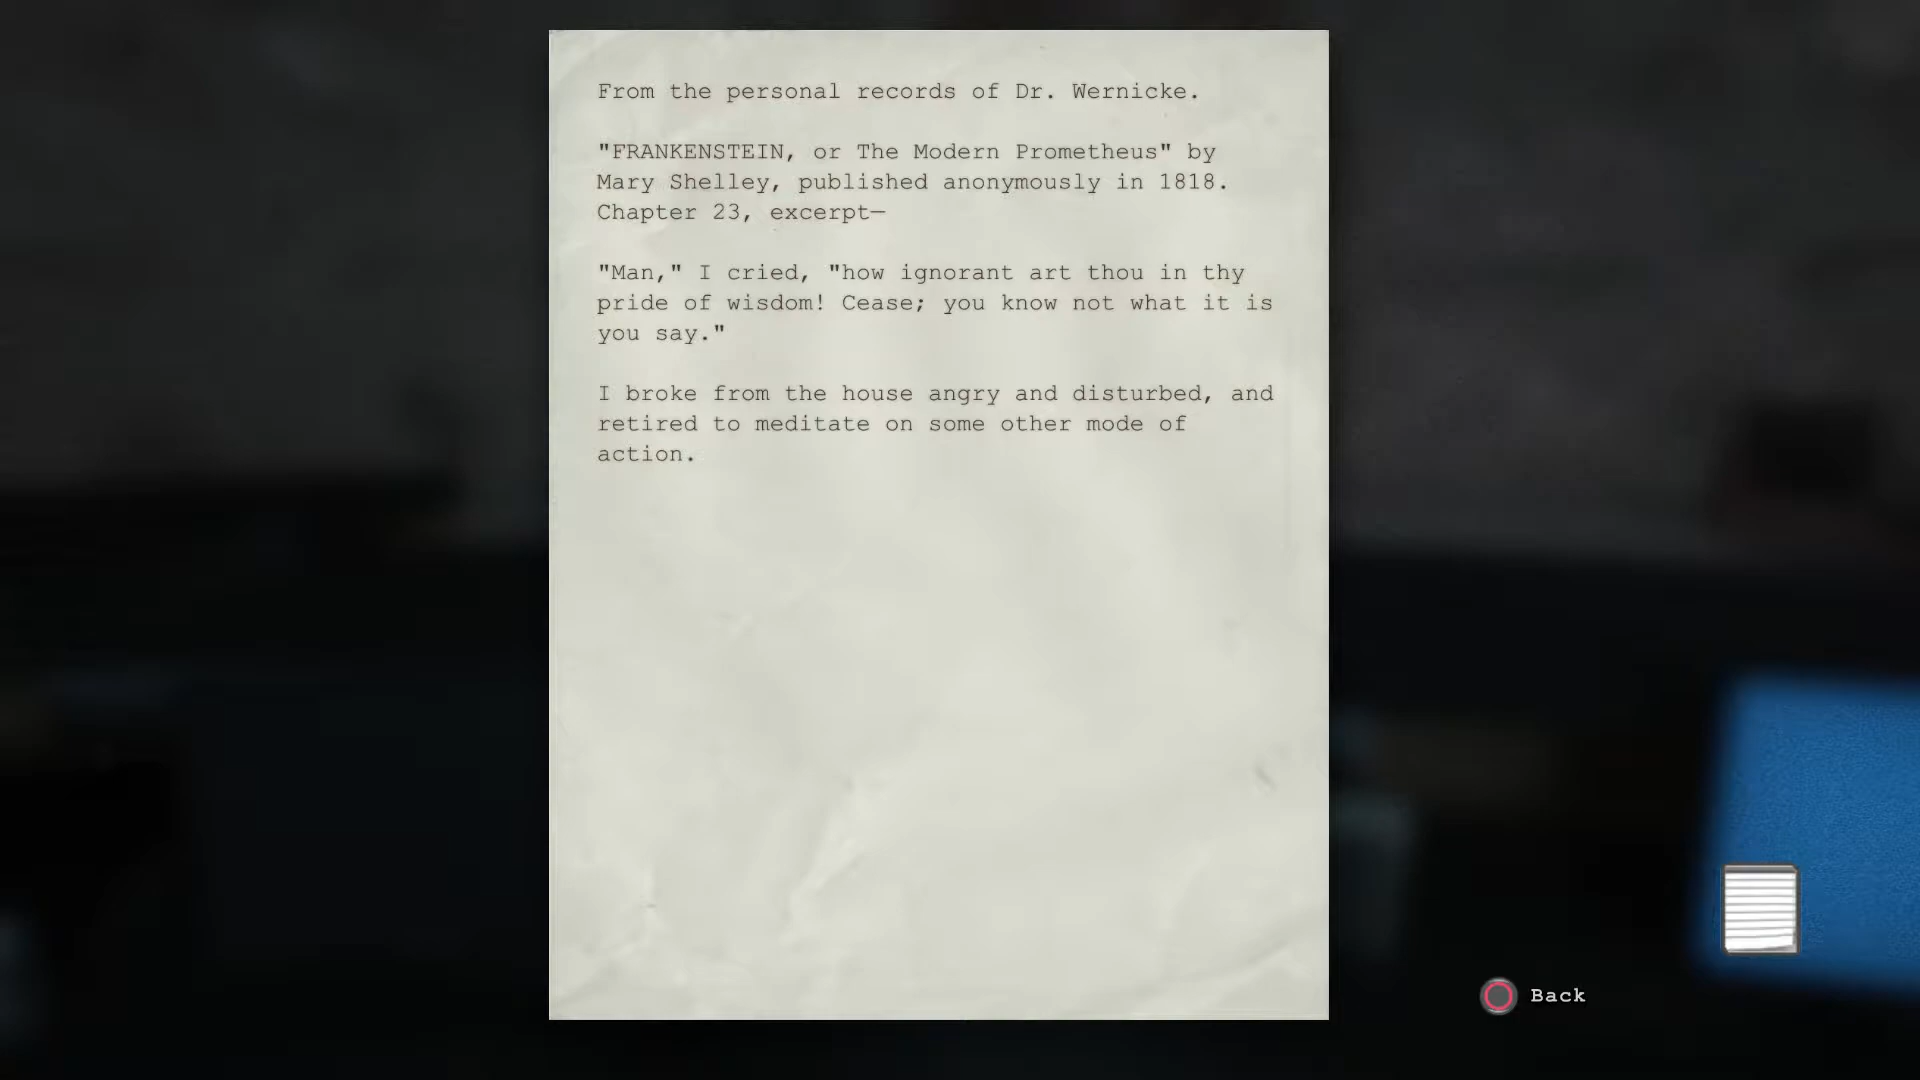 From the personal records of Dr. Wernicke.
"FRANKENSTEIN, or The Modern Prometheus" by
Mary Shelley, published anonymously in 1818.
Chapter 23, excerpt—
"Man," I cried, "how ignorant art thou in thy
pride of wisdom! Cease; you know not what it is
you say."
I broke from the house angry and disturbed, and
retired to meditate on some other mode of
action.
Back